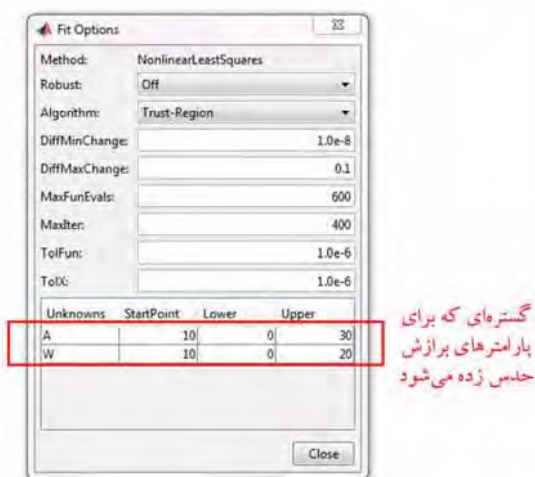 Fit Options
Method: NonlinearLeastSquares
Robust: Off
Algorithm: Trust-Region
DiffMinChange: 1.0e-8
DiffMaxChange: 0.1
MaxFunEvals: 600
MaxIter: 400
TolFun: 1.0e-6
TolX: 1.0e-6
Unknowns StartPoint Lower Upper
A 10 0 30
W 10 0 20
گستره‌ای که برای
پارامترهای برازش
حدس زده می‌شود
Close